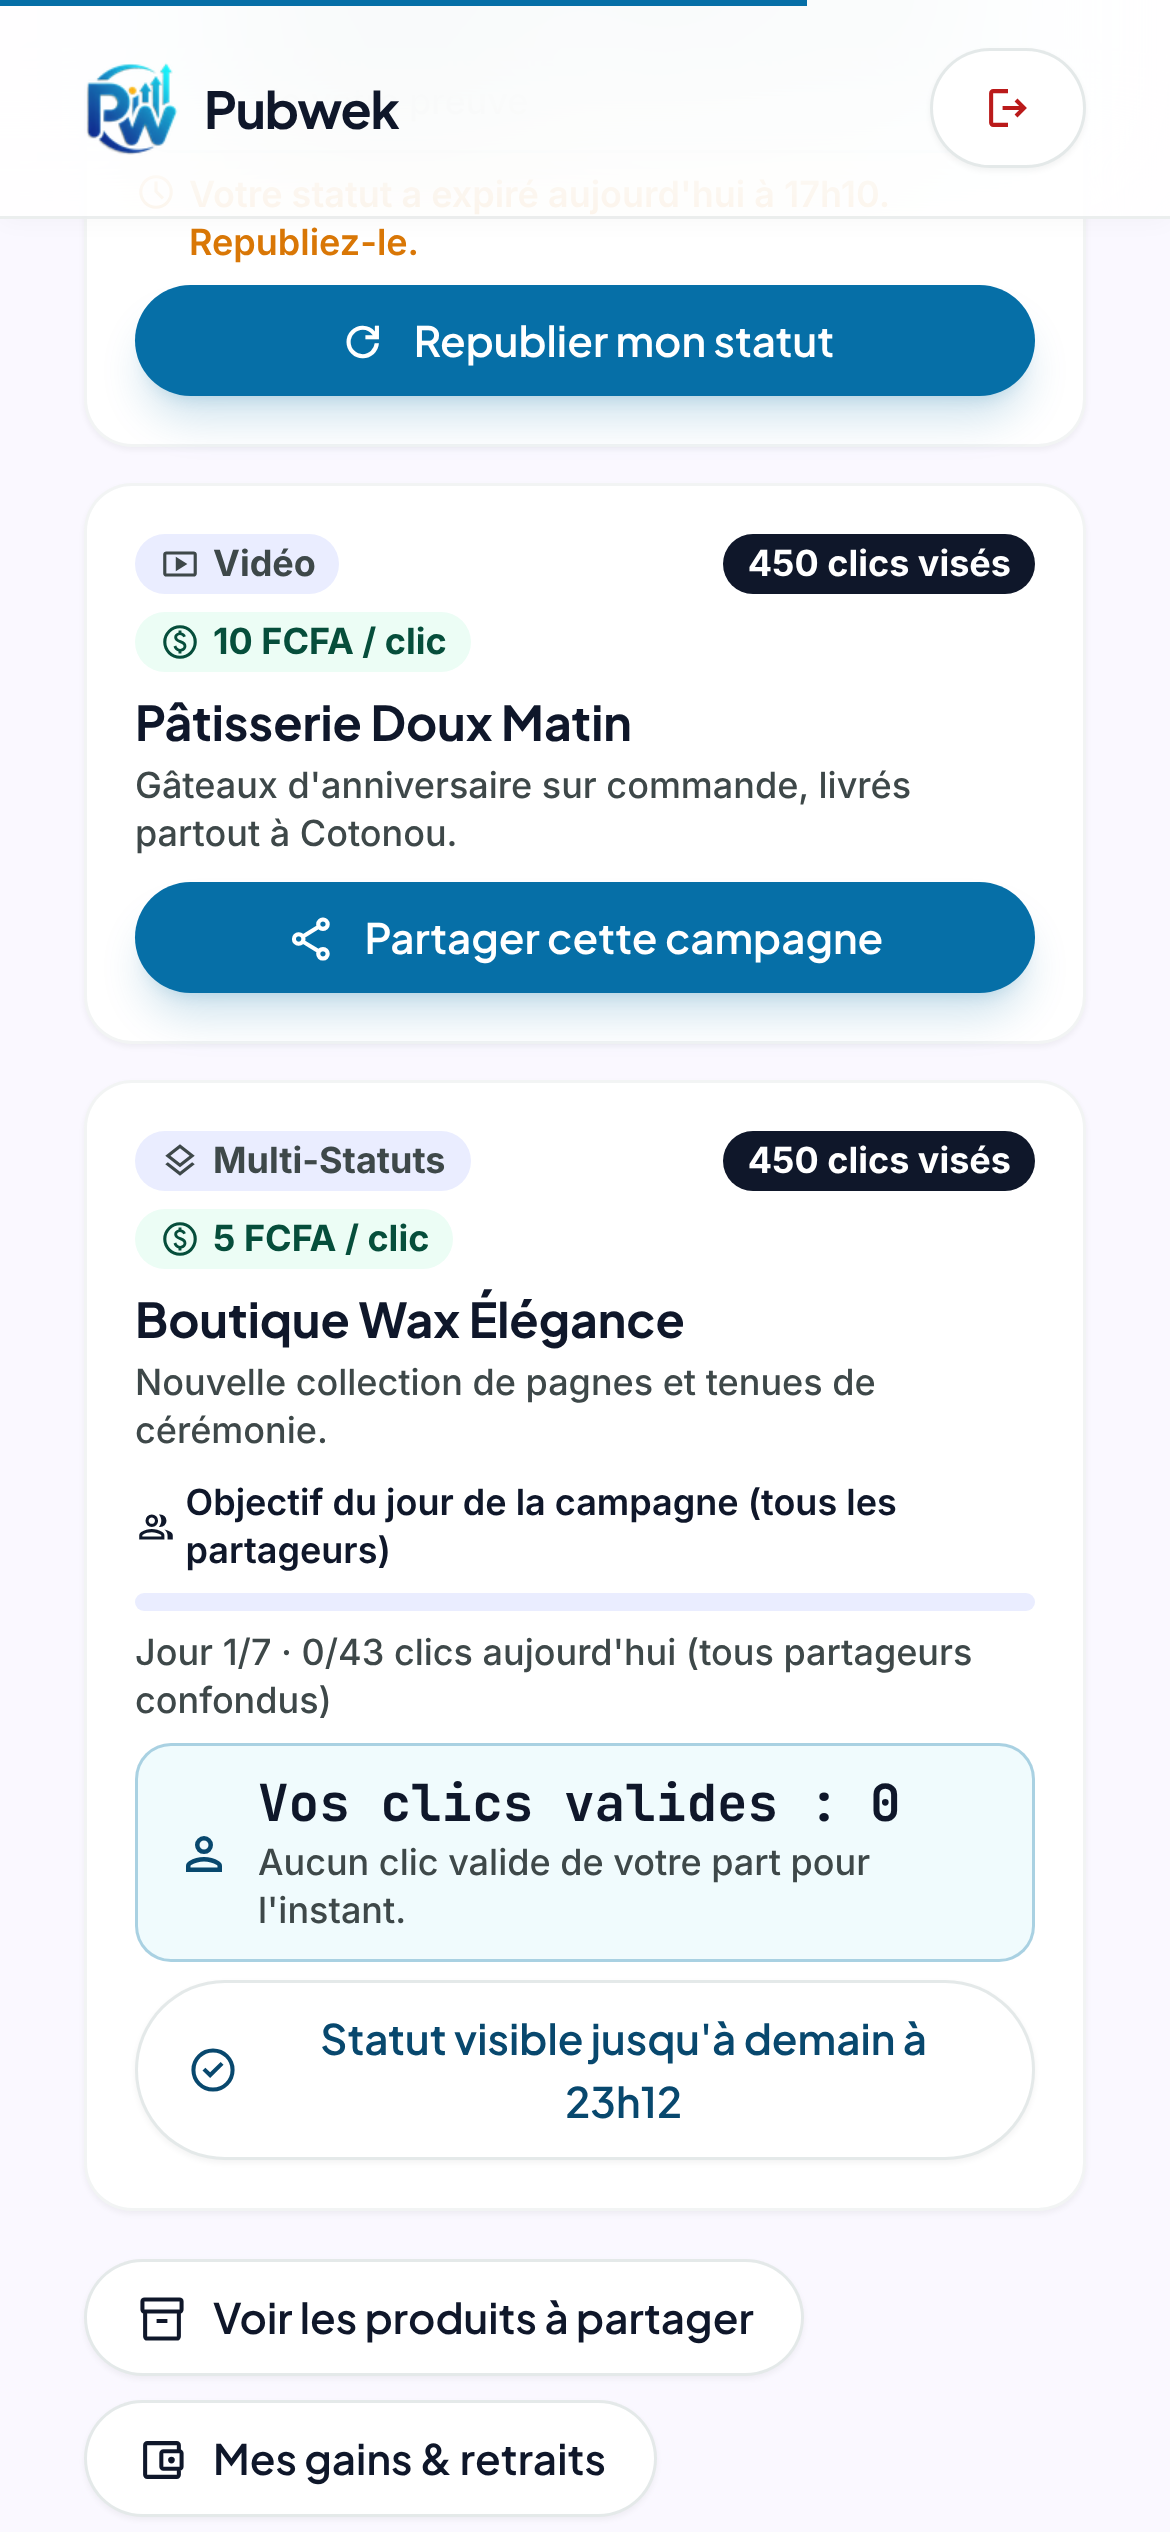 Pubwek
Votre statut a expiré aujourd'hui à 17h10.
Republiez-le.
Republier mon statut
Vidéo
450 clics visés
10 FCFA / clic
Pâtisserie Doux Matin
Gâteaux d'anniversaire sur commande, livrés
partout à Cotonou.
Partager cette campagne
Multi-Statuts
450 clics visés
5 FCFA / clic
Boutique Wax Élégance
Nouvelle collection de pagnes et tenues de
cérémonie.
Objectif du jour de la campagne (tous les
partageurs)
Jour 1/7 · 0/43 clics aujourd'hui (tous partageurs
confondus)
Vos clics valides : 0
Aucun clic valide de votre part pour
l'instant.
Statut visible jusqu'à demain à
23h12
Voir les produits à partager
Mes gains & retraits